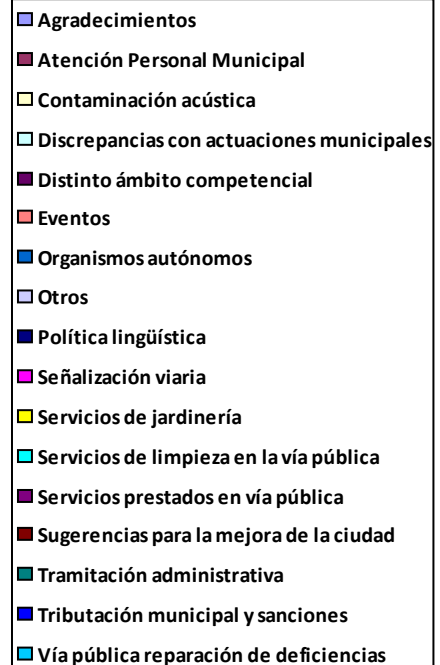 Agradecimientos
Atención Personal Municipal
Contaminación acústica
Discrepancias con actuaciones municipales
Distinto ámbito competencial
Eventos
Organismos autónomos
Otros
Política lingüística
Señalización viaria
Servicios de jardinería
Servicios de limpieza en la vía pública
Servicios prestados en vía pública
Sugerencias para la mejora de la ciudad
Tramitación administrativa
Tributación municipal y sanciones
Vía pública reparación de deficiencias